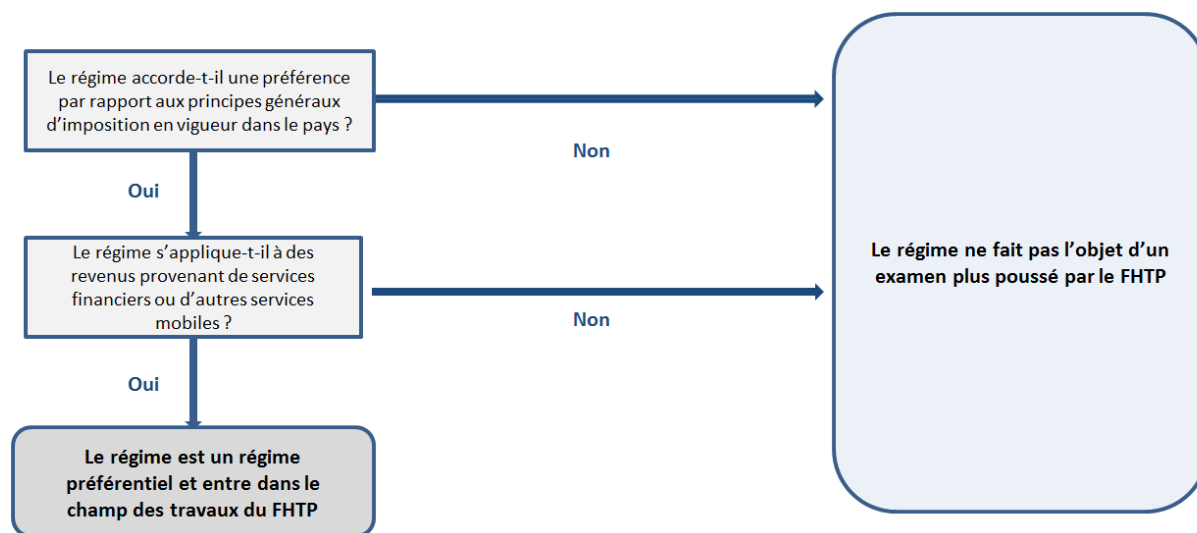 Le régime accorde-t-il une préférence
par rapport aux principes généraux
d'imposition en vigueur dans le pays ?
Non
Oui
Le régime s'applique-t-il à des
revenus provenant de services
financiers ou d'autres services
mobiles ?
Non
Oui
Le régime est un régime
préférentiel et entre dans le
champ des travaux du FHTP
Le régime ne fait pas l'objet d'un
examen plus poussé par le FHTP